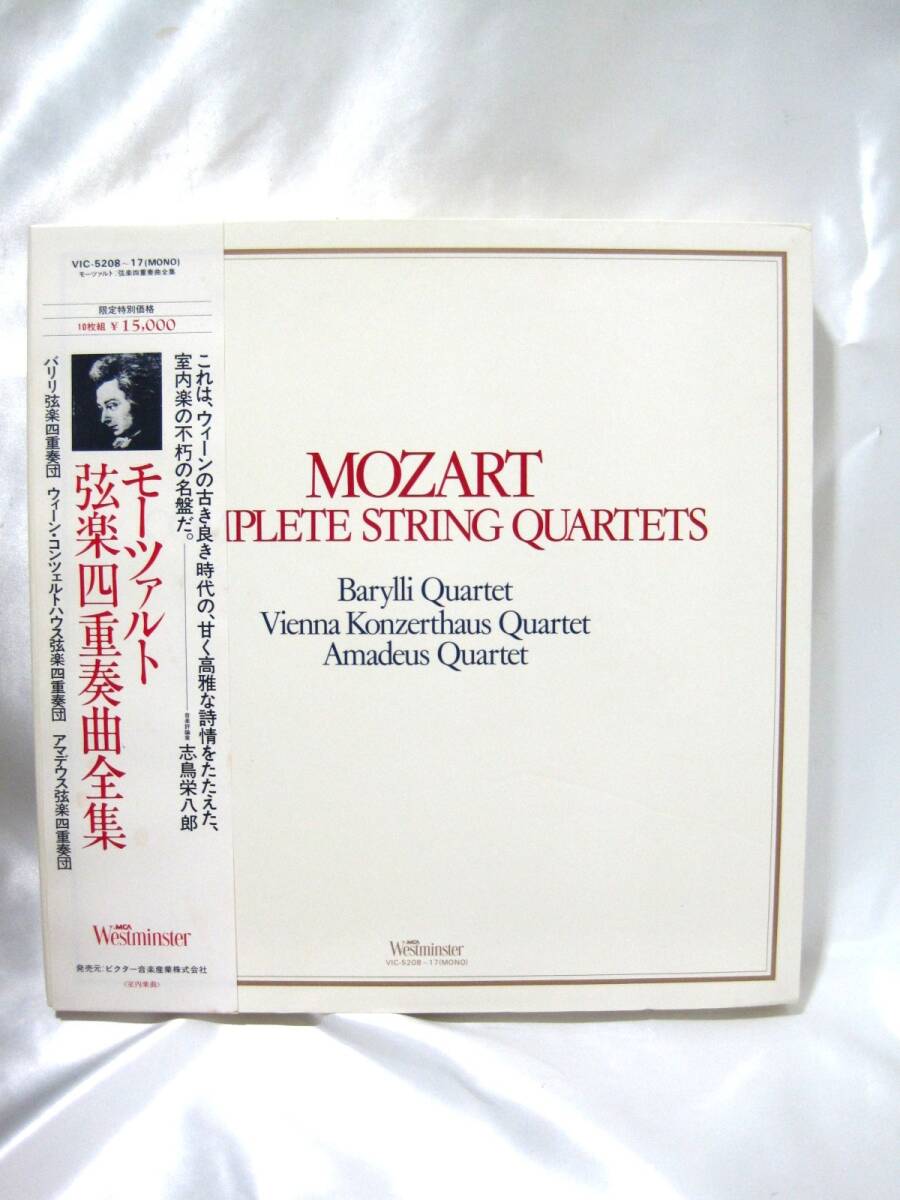 VIC-5208~17(MONO)
モーツァルト:弦楽四重奏曲全集
限定特別価格
10枚組 ¥15,000
これは、ウィーンの古き良き時代の、甘く高雅な詩情をたたえた、
室内楽の不朽の名盤だ。——音楽評論家 志鳥栄八郎
モーツァルト
弦楽四重奏曲全集
バリリ弦楽四重奏団 ウィーン・コンツェルトハウス弦楽四重奏団 アマデウス弦楽四重奏団
MCA
Westminster
発売元:ビクター音楽産業株式会社
〈室内楽曲〉
MOZART
MPLETE STRING QUARTETS
Barylli Quartet
Vienna Konzerthaus Quartet
Amadeus Quartet
MCA
Westminster
VIC-5208~17(MONO)